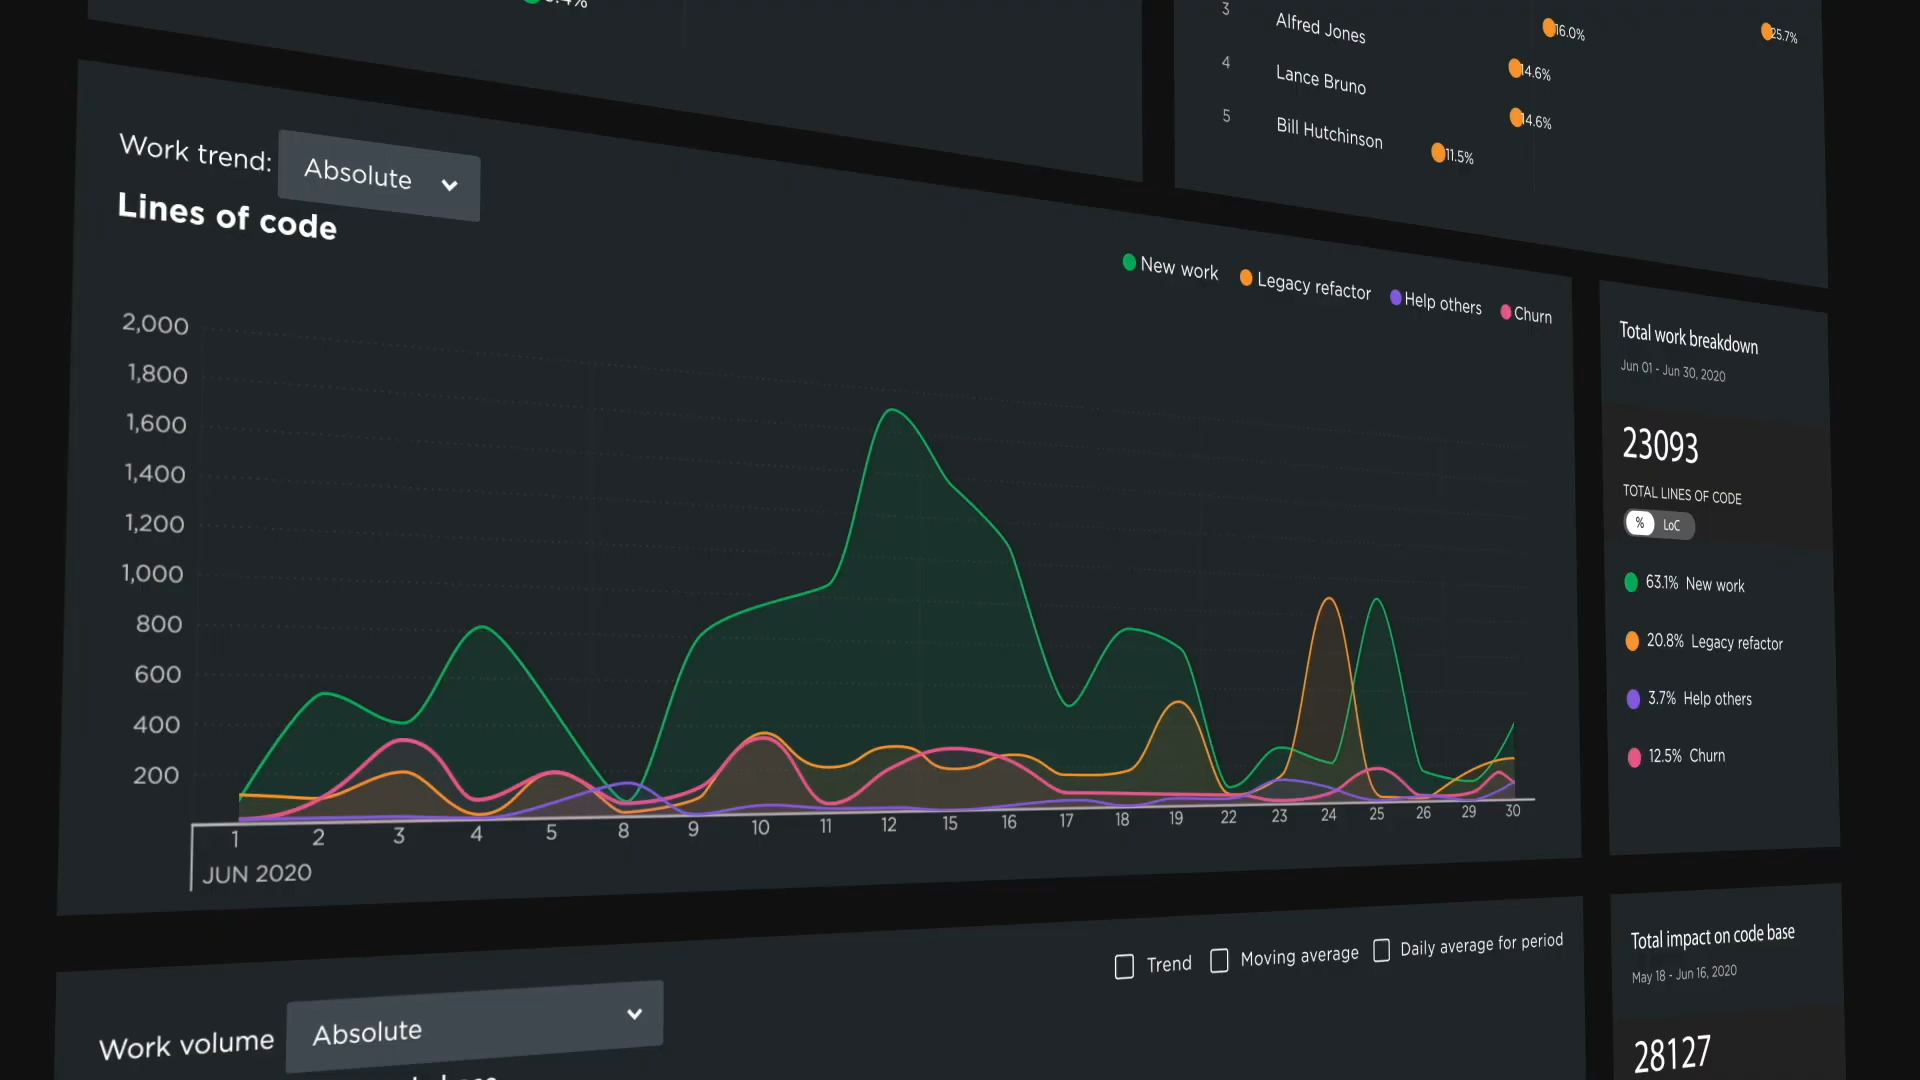 3 Alfred Jones 16.0% 25.7%
4 Lance Bruno 14.6%
5 Bill Hutchinson 14.6%
11.5%
Work trend: Absolute
Lines of code
New work Legacy refactor Help others Churn
2,000
1,800
1,600
1,400
1,200
1,000
800
600
400
200
1 2 3 4 5 8 9 10 11 12 15 16 17 18 19 22 23 24 25 26 29 30
JUN 2020
Total work breakdown
Jun 01 - Jun 30, 2020
23093
TOTAL LINES OF CODE
% LoC
63.1% New work
20.8% Legacy refactor
3.7% Help others
12.5% Churn
Trend Moving average Daily average for period
Work volume Absolute
Total impact on code base
May 18 - Jun 16, 2020
28127